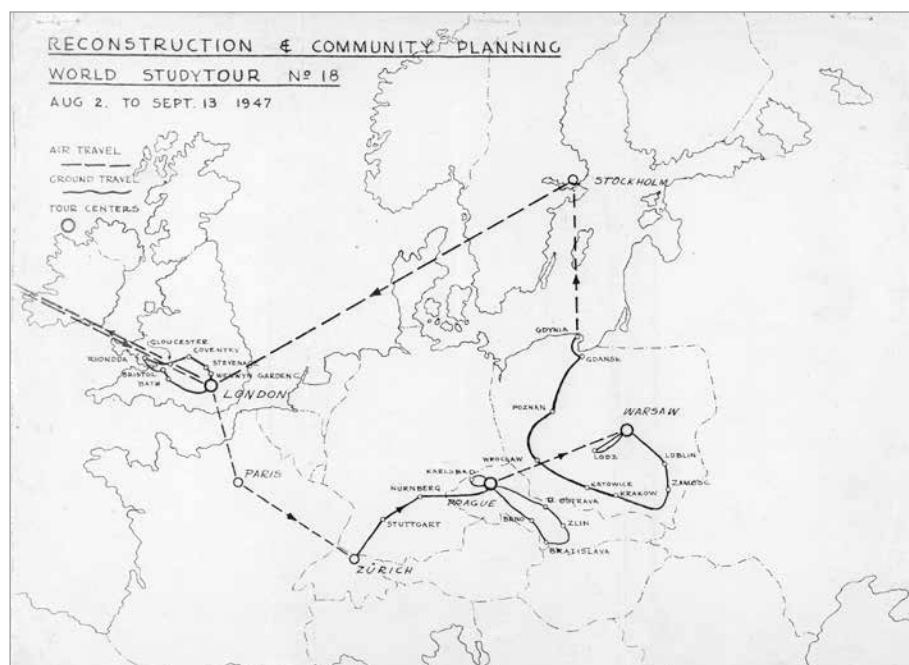 RECONSTRUCTION & COMMUNITY PLANNING
WORLD STUDYTOUR Nº 18
AUG 2. TO SEPT. 13 1947
AIR TRAVEL
GROUND TRAVEL
TOUR CENTERS
STOCKHOLM
GDYNIA
GDANSK
GLOUCESTER
COVENTRY
RHONDDA
STEVENAG
BRISTOL
WELWYN GARDEN C.
BATH
LONDON
POZNAN
WARSAW
WROCLAW
LODZ
LUBLIN
PARIS
KARLSBAD
KATOWICE
ZAMOSC
NÜRNBERG
KRAKOW
PRAGUE
OSTRAVA
STUTTGART
BRNO
ZLIN
BRATISLAVA
ZÜRICH